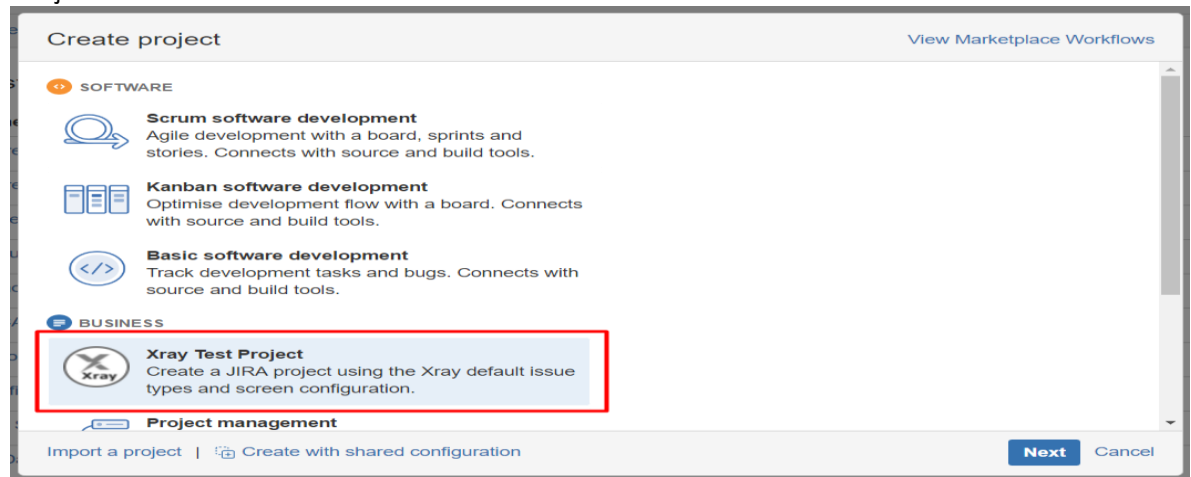 Create project
View Marketplace Workflows
SOFTWARE
Scrum software development
Agile development with a board, sprints and
stories. Connects with source and build tools.
Kanban software development
Optimise development flow with a board. Connects
with source and build tools.
Basic software development
Track development tasks and bugs. Connects with
source and build tools.
BUSINESS
Xray
Xray Test Project
Create a JIRA project using the Xray default issue
types and screen configuration.
Project management
Import a project | Create with shared configuration
Next Cancel